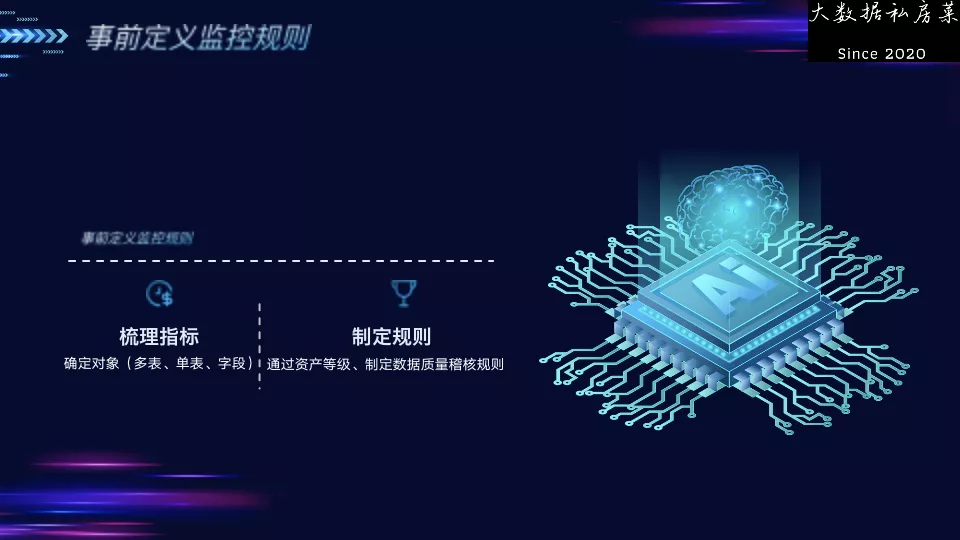 事前定义监控规则
大数据私房菜
Since 2020
事前定义监控规则
梳理指标
确定对象（多表、单表、字段）
制定规则
通过资产等级、制定数据质量稽核规则
Ai